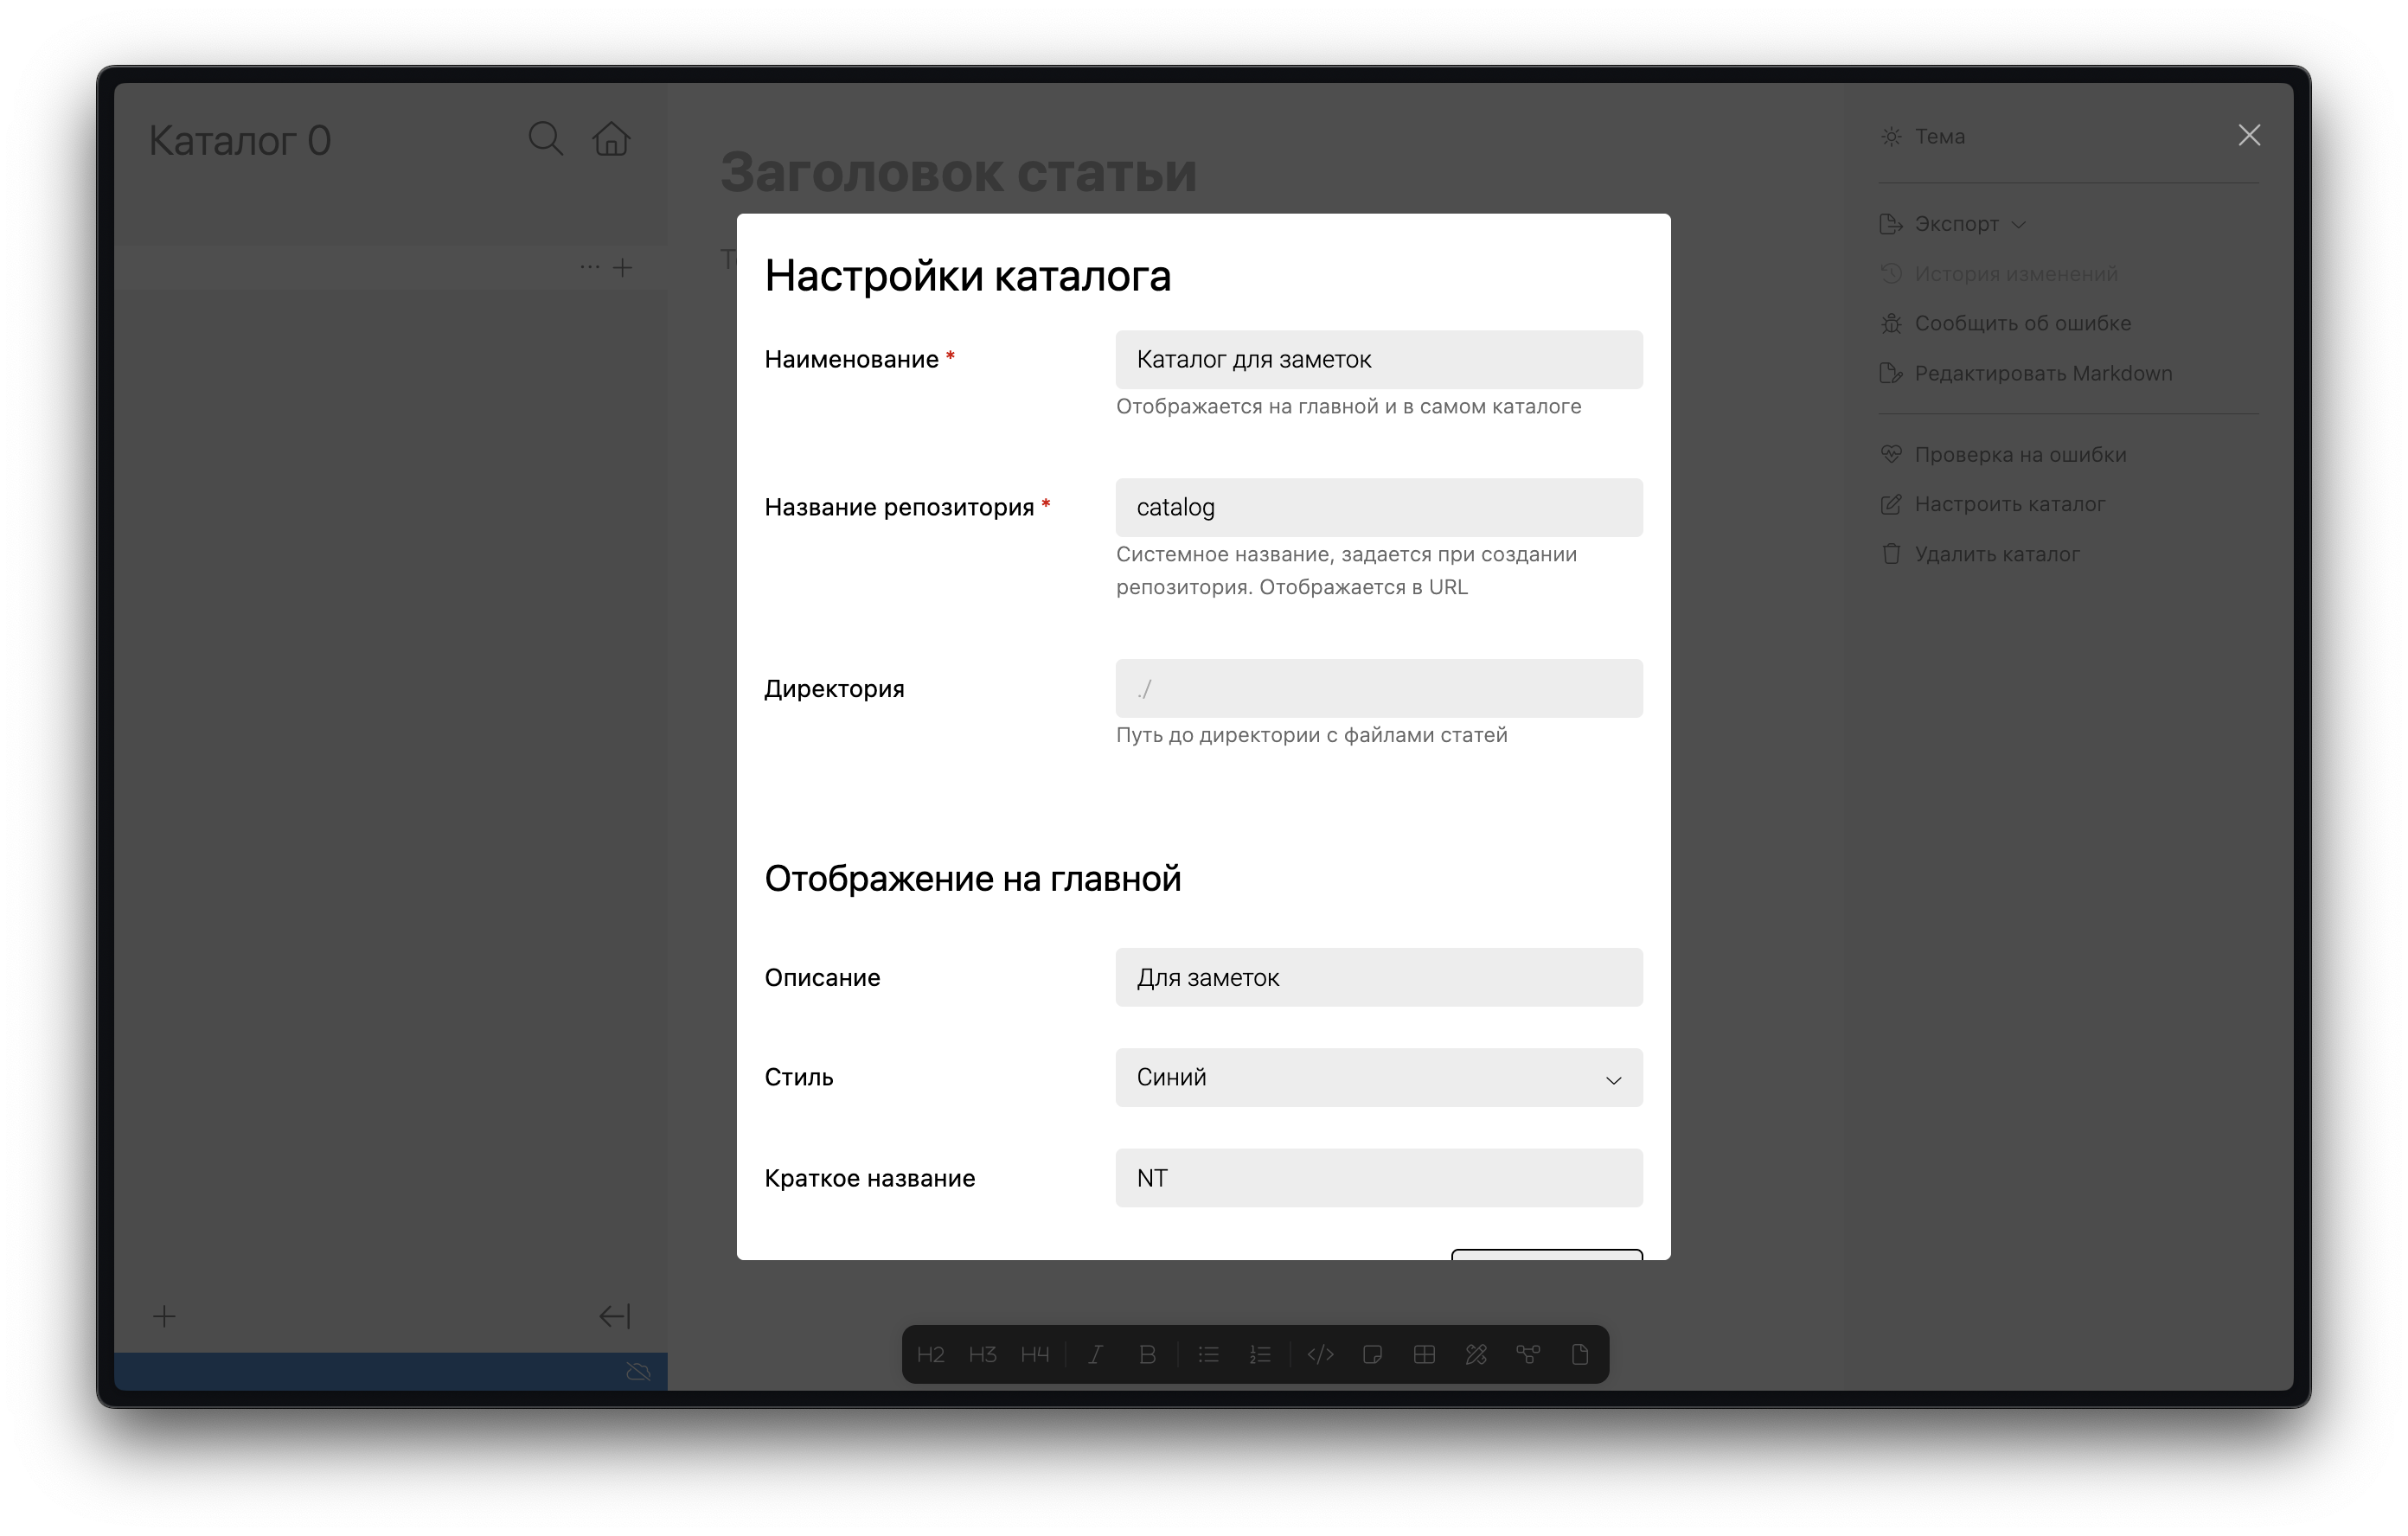 Каталог 0
Заголовок статьи
Тема
Экспорт
История изменений
Сообщить об ошибке
Редактировать Markdown
Проверка на ошибки
Настроить каталог
Удалить каталог
Настройки каталога
Наименование *
Каталог для заметок
Отображается на главной и в самом каталоге
Название репозитория *
catalog
Системное название, задается при создании
репозитория. Отображается в URL
Директория
./
Путь до директории с файлами статей
Отображение на главной
Описание
Для заметок
Стиль
Синий
Краткое название
NT
H2 H3 H4 I B